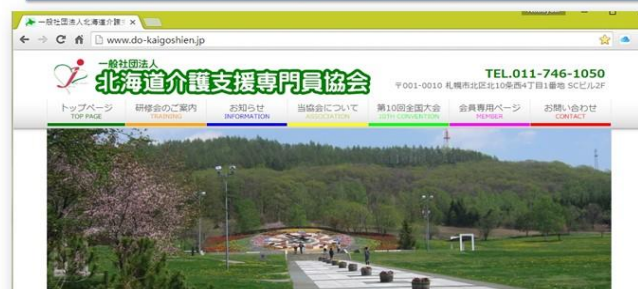 一般社団法人北海道介護
www.do-kaigoshien.jp
一般社団法人
北海道介護支援専門員協会
TEL.011-746-1050
〒001-0010 札幌市北区北10条西4丁目1番地 SCビル2F
トップページ 研修会のご案内 お知らせ 当協会について 第10回全国大会 会員専用ページ お問い合わせ
TOP PAGE TRAINING INFORMATION ASSOCIATION 10TH CONVENTION MEMBER CONTACT